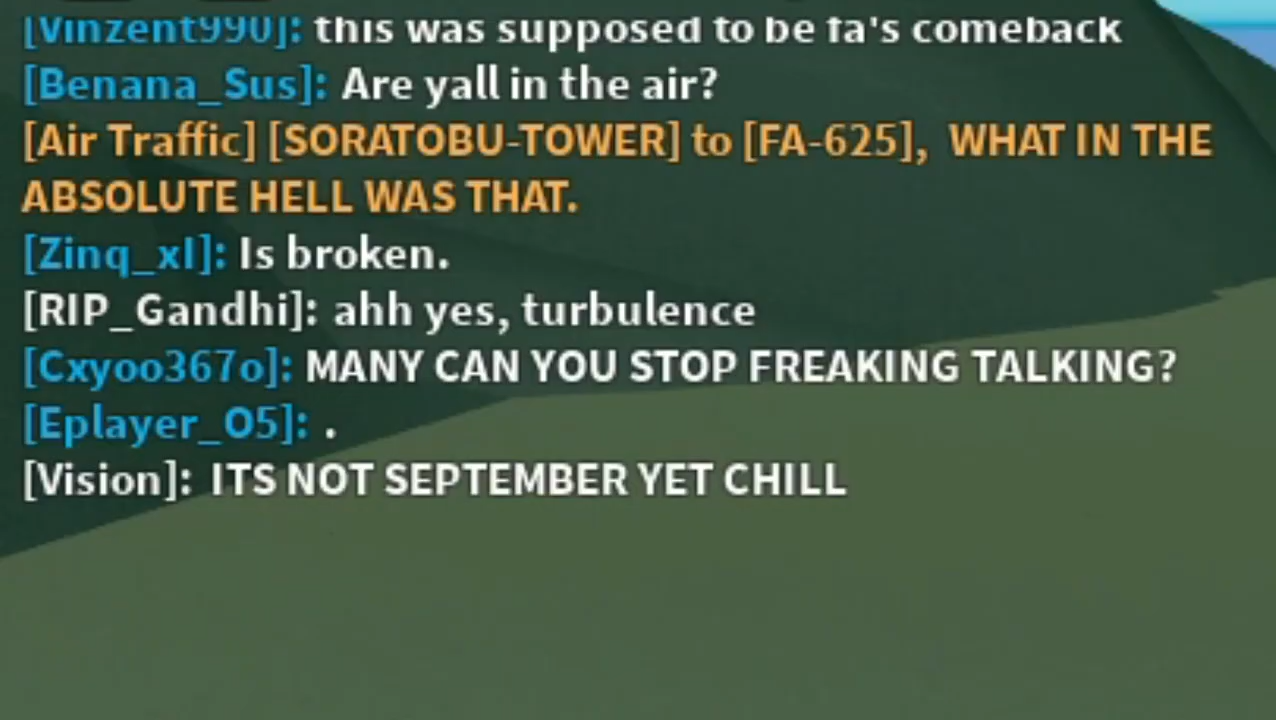 [Vinzent990]: this was supposed to be fa's comeback
[Benana_Sus]: Are yall in the air?
[Air Traffic] [SORATOBU-TOWER] to [FA-625], WHAT IN THE
ABSOLUTE HELL WAS THAT.
[Zinq_xI]: Is broken.
[RIP_Gandhi]: ahh yes, turbulence
[Cxyoo367o]: MANY CAN YOU STOP FREAKING TALKING?
[Eplayer_O5]: .
[Vision]: ITS NOT SEPTEMBER YET CHILL